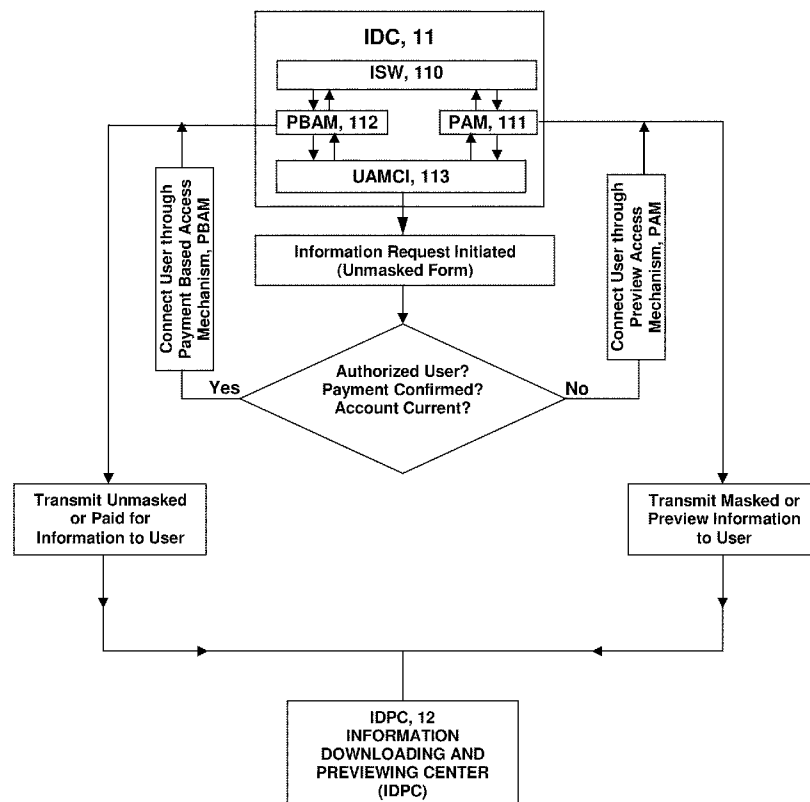 IDC, 11
ISW, 110
PBAM, 112
PAM, 111
UAMCI, 113
Connect User through
Payment Based Access
Mechanism, PBAM
Information Request Initiated
(Unmasked Form)
Connect User through
Preview Access
Mechanism, PAM
Authorized User?
Payment Confirmed?
Account Current?
Yes
No
Transmit Unmasked
or Paid for
Information to User
Transmit Masked or
Preview Information
to User
IDPC, 12
INFORMATION
DOWNLOADING AND
PREVIEWING CENTER
(IDPC)